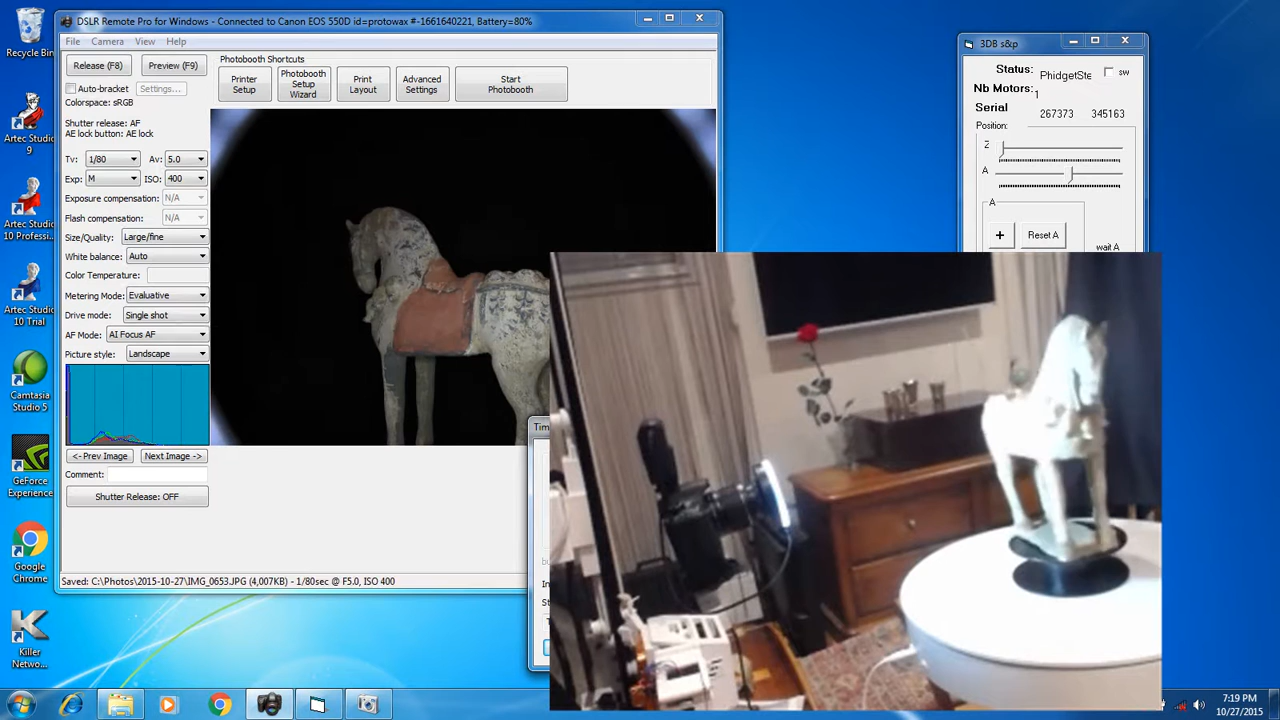 Recycle Bin
Artec Studio
9
Artec Studio
10 Professi...
Artec Studio
10 Trial
Camtasia
Studio 5
GeForce
Experience
Google
Chrome
Killer
Netwo...
DSLR Remote Pro for Windows - Connected to Canon EOS 550D id=protowax #-1661640221, Battery=80%
File Camera View Help
Release (F8) Preview (F9)
Auto-bracket Settings...
Colorspace: sRGB
Shutter release: AF
AE lock button: AE lock
Tv: 1/80 Av: 5.0
Exp: M ISO: 400
Exposure compensation: N/A
Flash compensation: N/A
Size/Quality: Large/fine
White balance: Auto
Color Temperature:
Metering Mode: Evaluative
Drive mode: Single shot
AF Mode: AI Focus AF
Picture style: Landscape
<- Prev Image Next Image ->
Comment:
Shutter Release: OFF
Saved: C:\Photos\2015-10-27\IMG_0653.JPG (4,007KB) - 1/80sec @ F5.0, ISO 400
Photobooth Shortcuts
Printer
Setup
Photobooth
Setup
Wizard
Print
Layout
Advanced
Settings
Start
Photobooth
3DB s&p
Status: PhidgetSte sw
Nb Motors: 1
Serial
267373 345163
Position:
Z
A
A
+ Reset A
wait A
Tim
In
St
7:19 PM
10/27/2015